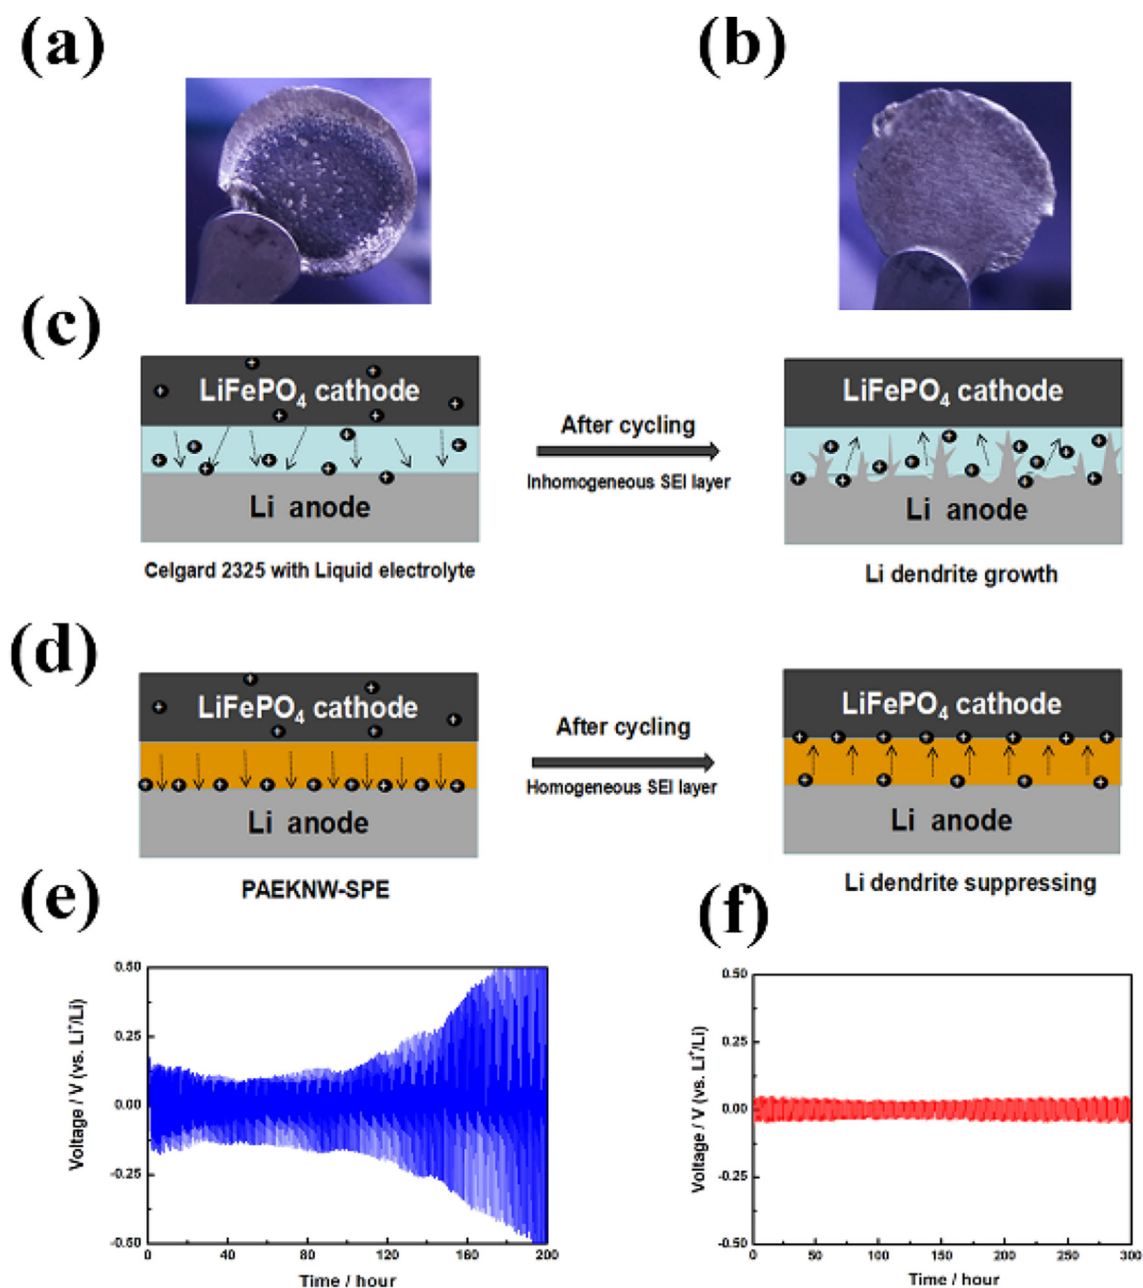 (a)
(b)
(c)
LiFePO₄ cathode
Li anode
Celgard 2325 with Liquid electrolyte
After cycling
Inhomogeneous SEI layer
LiFePO₄ cathode
Li anode
Li dendrite growth
(d)
LiFePO₄ cathode
Li anode
PAEKNW-SPE
After cycling
Homogeneous SEI layer
LiFePO₄ cathode
Li anode
Li dendrite suppressing
(e)
Voltage / V (vs. Li⁺/Li)
0.50
0.25
0.00
-0.25
-0.50
0 40 80 120 160 200
Time / hour
(f)
Voltage / V (vs. Li⁺/Li)
0.50
0.25
0.00
-0.25
-0.50
0 50 100 150 200 250 300
Time / hour